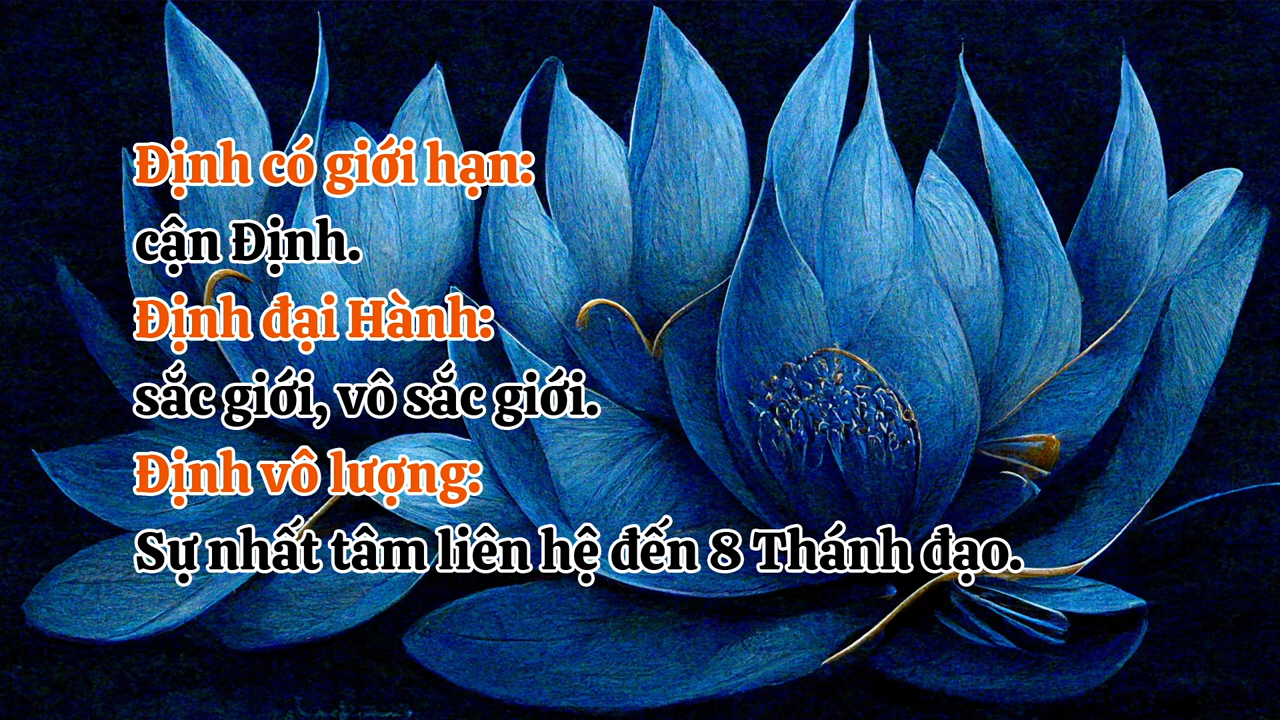 Định có giới hạn:
cận Định.
Định đại Hành:
sắc giới, vô sắc giới.
Định vô lượng:
Sự nhất tâm liên hệ đến 8 Thánh đạo.